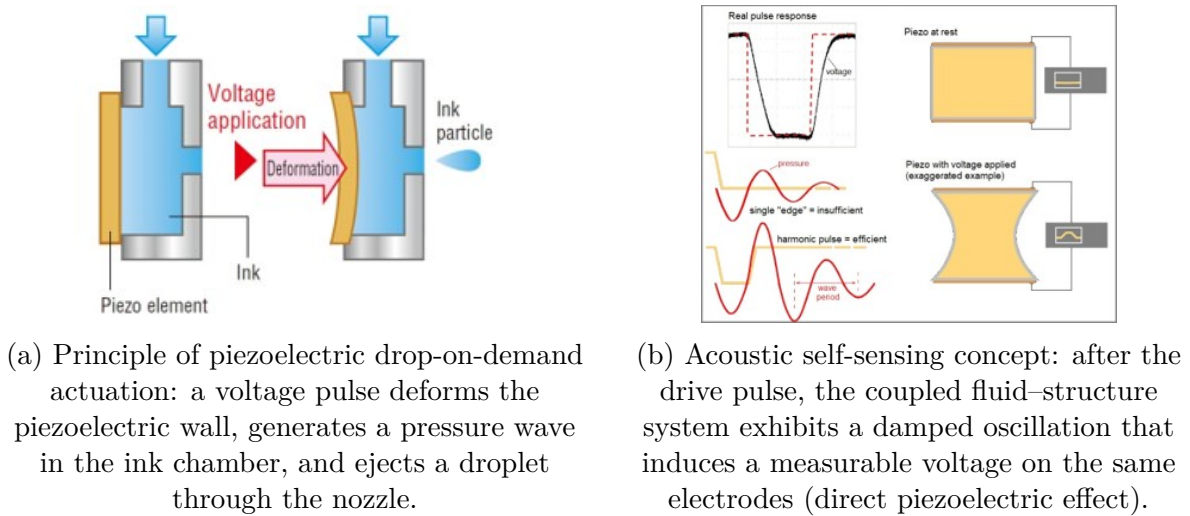 Voltage
application
Deformation
Ink
particle
Ink
Piezo element
Real pulse response
voltage
pressure
single "edge" = insufficient
harmonic pulse = efficient
wave
period
Piezo at rest
Piezo with voltage applied
(exaggerated example)
(a) Principle of piezoelectric drop-on-demand
actuation: a voltage pulse deforms the
piezoelectric wall, generates a pressure wave
in the ink chamber, and ejects a droplet
through the nozzle.
(b) Acoustic self-sensing concept: after the
drive pulse, the coupled fluid–structure
system exhibits a damped oscillation that
induces a measurable voltage on the same
electrodes (direct piezoelectric effect).